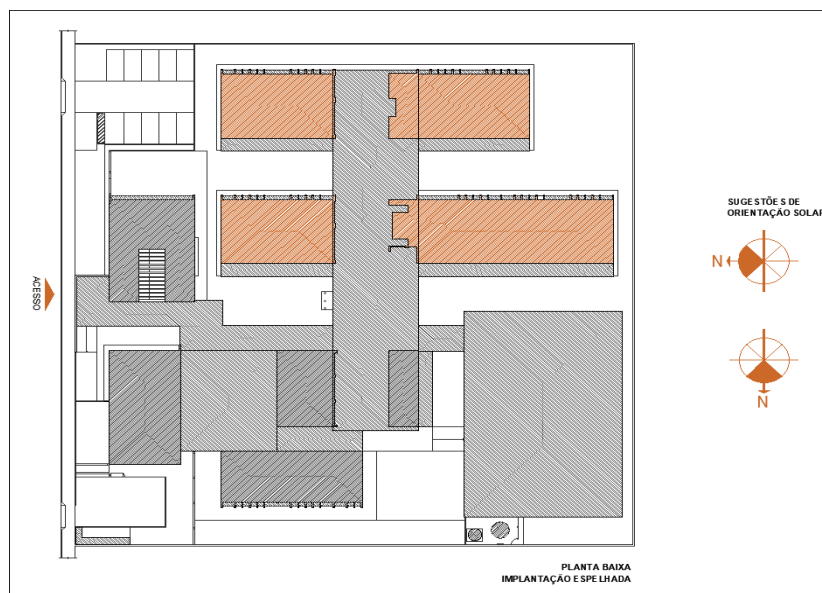 SUGESTÕES DE
ORIENTAÇÃO SOLAR
N
ACESSO
N
PLANTA BAIXA
IMPLANTAÇÃO ESPELHADA